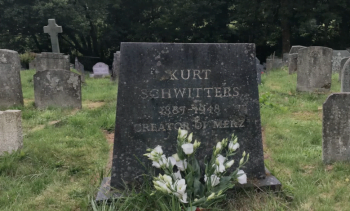 KURT
SCHWITTERS
1887-1948
CREATOR OF MERZ